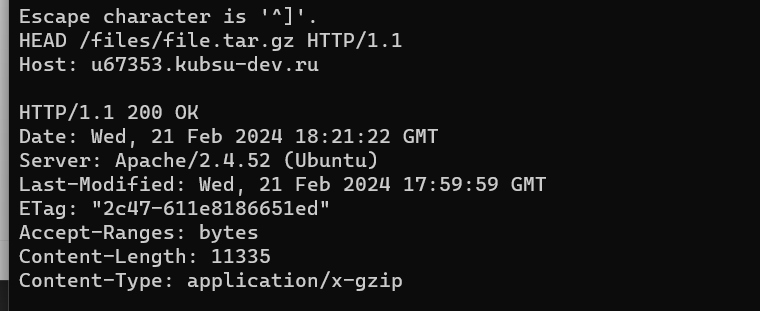 Escape character is '^]'.
HEAD /files/file.tar.gz HTTP/1.1
Host: u67353.kubsu-dev.ru

HTTP/1.1 200 OK
Date: Wed, 21 Feb 2024 18:21:22 GMT
Server: Apache/2.4.52 (Ubuntu)
Last-Modified: Wed, 21 Feb 2024 17:59:59 GMT
ETag: "2c47-611e8186651ed"
Accept-Ranges: bytes
Content-Length: 11335
Content-Type: application/x-gzip